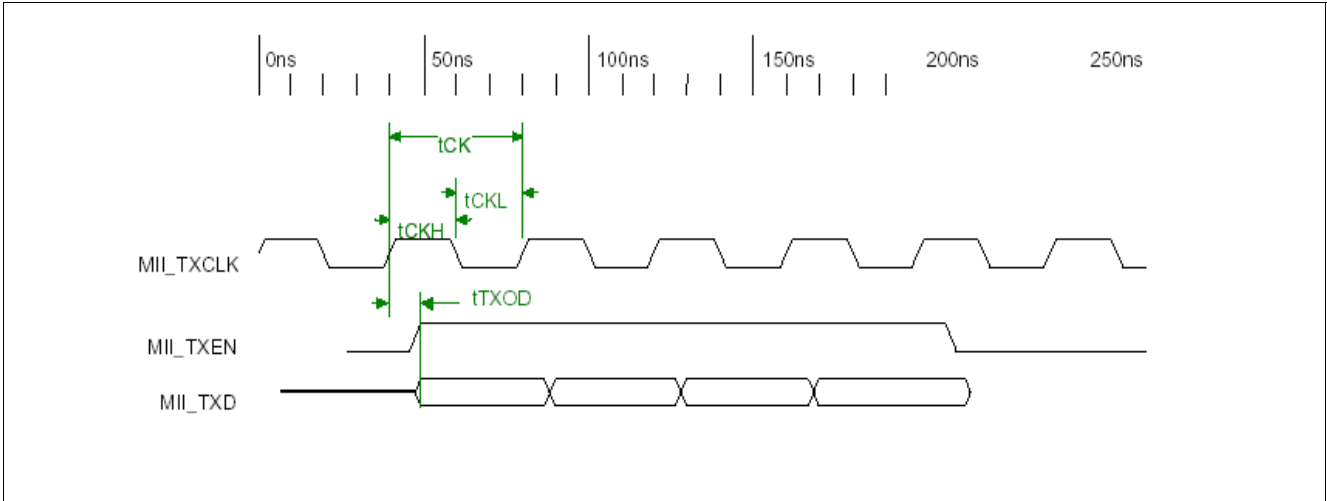 0ns 50ns 100ns 150ns 200ns 250ns
tCK
tCKL
tCKH
MII_TXCLK
tTXOD
MII_TXEN
MII_TXD